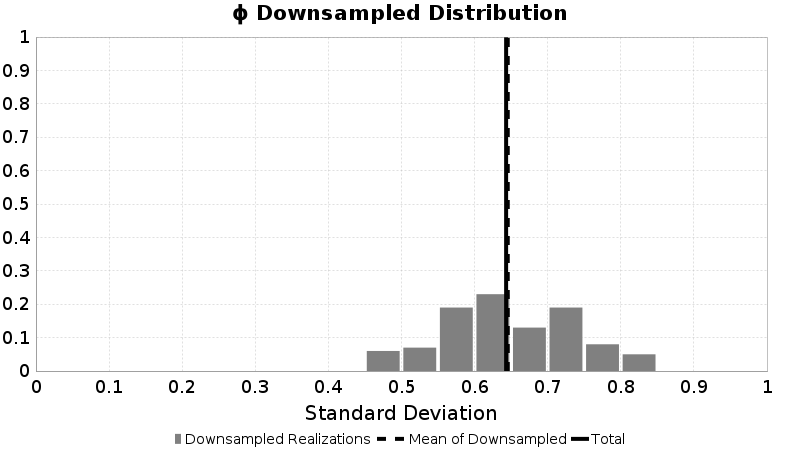 ϕ Downsampled Distribution
1
0.9
0.8
0.7
0.6
0.5
0.4
0.3
0.2
0.1
0
0 0.1 0.2 0.3 0.4 0.5 0.6 0.7 0.8 0.9 1
Standard Deviation
Downsampled Realizations Mean of Downsampled Total